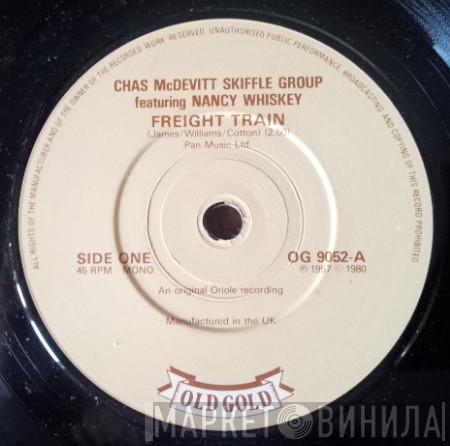 ALL RIGHTS OF THE MANUFACTURER AND OF THE OWNER OF THE RECORDED WORK RESERVED. UNAUTHORISED PUBLIC PERFORMANCE, BROADCASTING AND COPYING OF THIS RECORD PROHIBITED
CHAS McDEVITT SKIFFLE GROUP
featuring NANCY WHISKEY
FREIGHT TRAIN
(James/Williams/Cotton) (2.50)
Pan Music Ltd
SIDE ONE
45 RPM MONO
OG 9052-A
℗ 1957 © 1980
An original Oriole recording
Manufactured in the UK
OLD GOLD
МАРКЕТ ВИНИЛА!